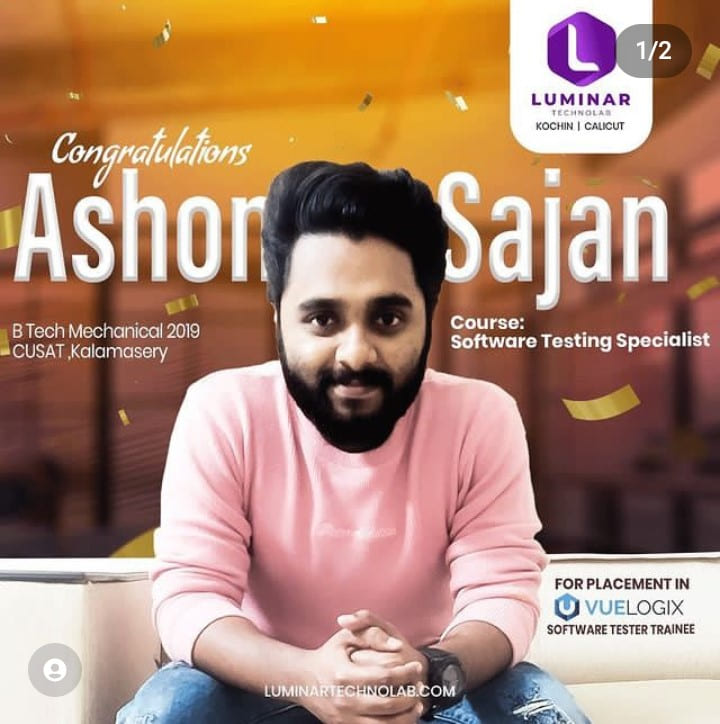 1/2
LUMINAR
TECHNOLAB
KOCHIN | CALICUT
Congratulations
Ashon Sajan
B Tech Mechanical 2019
CUSAT ,Kalamasery
Course:
Software Testing Specialist
FOR PLACEMENT IN
VUELOGIX
SOFTWARE TESTER TRAINEE
LUMINARTECHNOLAB.COM